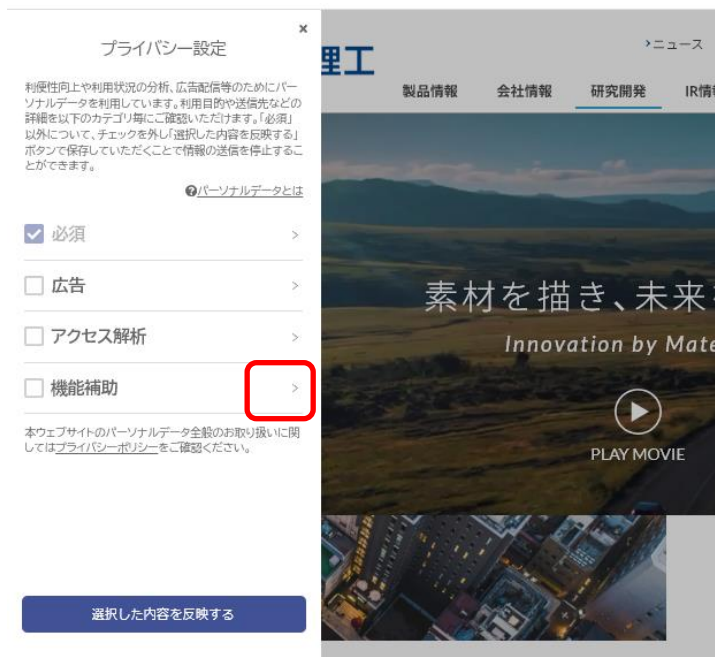 ×
プライバシー設定
利便性向上や利用状況の分析、広告配信等のためにパー
ソナルデータを利用しています。利用目的や送信先などの
詳細を以下のカテゴリ毎にご確認いただけます。「必須」
以外について、チェックを外し「選択した内容を反映する」
ボタンで保存していただくことで情報の送信を停止するこ
とができます。
?パーソナルデータとは
必須 >
広告 >
アクセス解析 >
機能補助 >
本ウェブサイトのパーソナルデータ全般のお取り扱いに関
してはプライバシーポリシーをご確認ください。
選択した内容を反映する
理工
>ニュース
製品情報 会社情報 研究開発 IR情
素材を描き、未来
Innovation by Mate
PLAY MOVIE